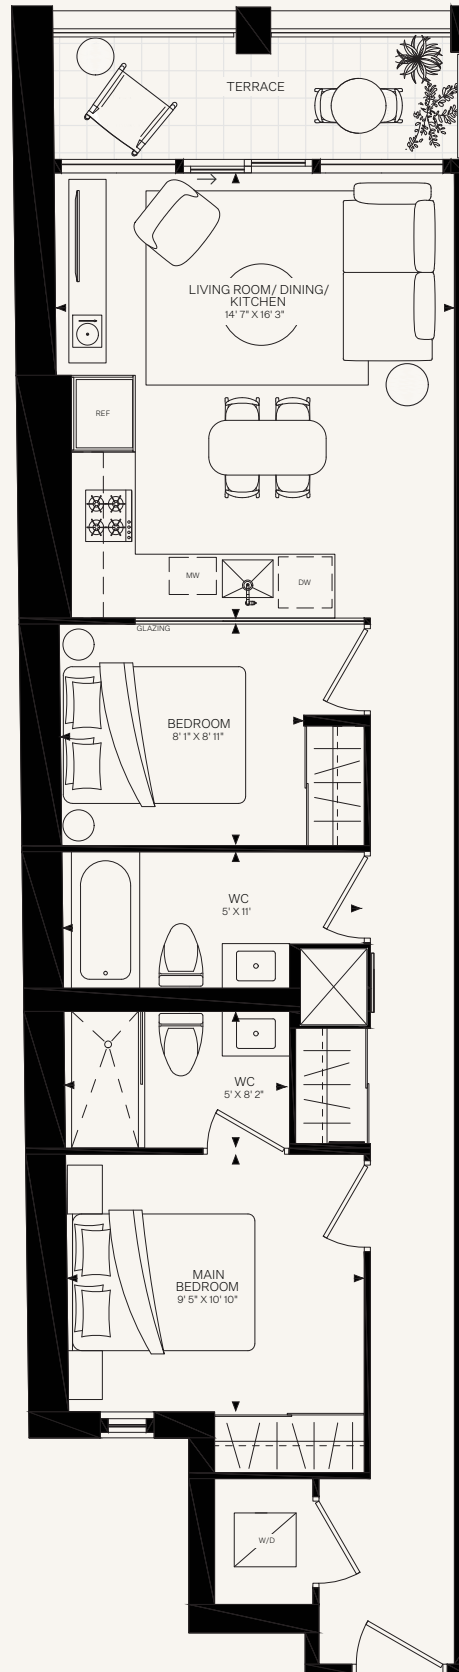 TERRACE
LIVING ROOM/ DINING/
KITCHEN
14' 7" X 16' 3"
REF
MW
DW
GLAZING
BEDROOM
8' 1" X 8' 11"
WC
5' X 11'
WC
5' X 8' 2"
MAIN
BEDROOM
9' 5" X 10' 10"
W/D